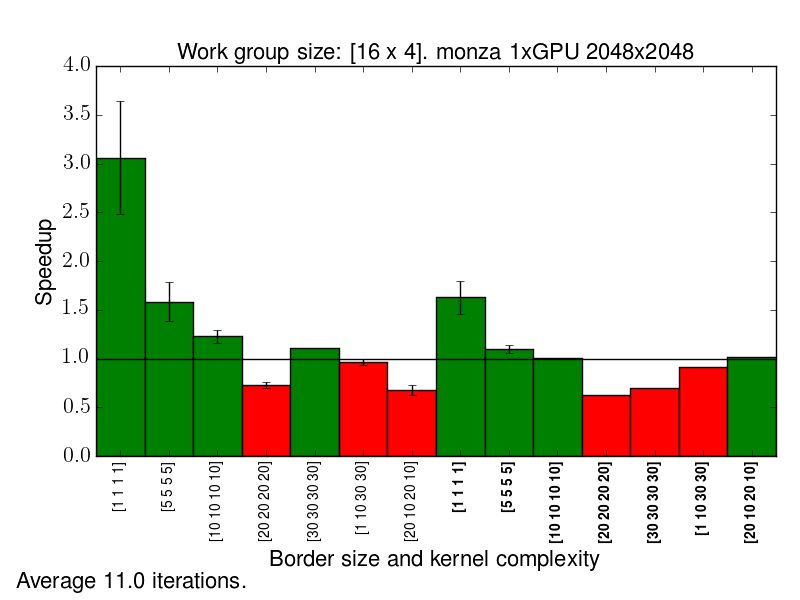 Work group size: [16 x 4]. monza 1xGPU 2048x2048
4.0
3.5
3.0
2.5
2.0
1.5
1.0
0.5
0.0
Speedup
[1 1 1 1]
[5 5 5 5]
[10 10 10 10]
[20 20 20 20]
[30 30 30 30]
[1 10 30 30]
[20 10 20 10]
[1 1 1 1]
[5 5 5 5]
[10 10 10 10]
[20 20 20 20]
[30 30 30 30]
[1 10 30 30]
[20 10 20 10]
Border size and kernel complexity
Average 11.0 iterations.